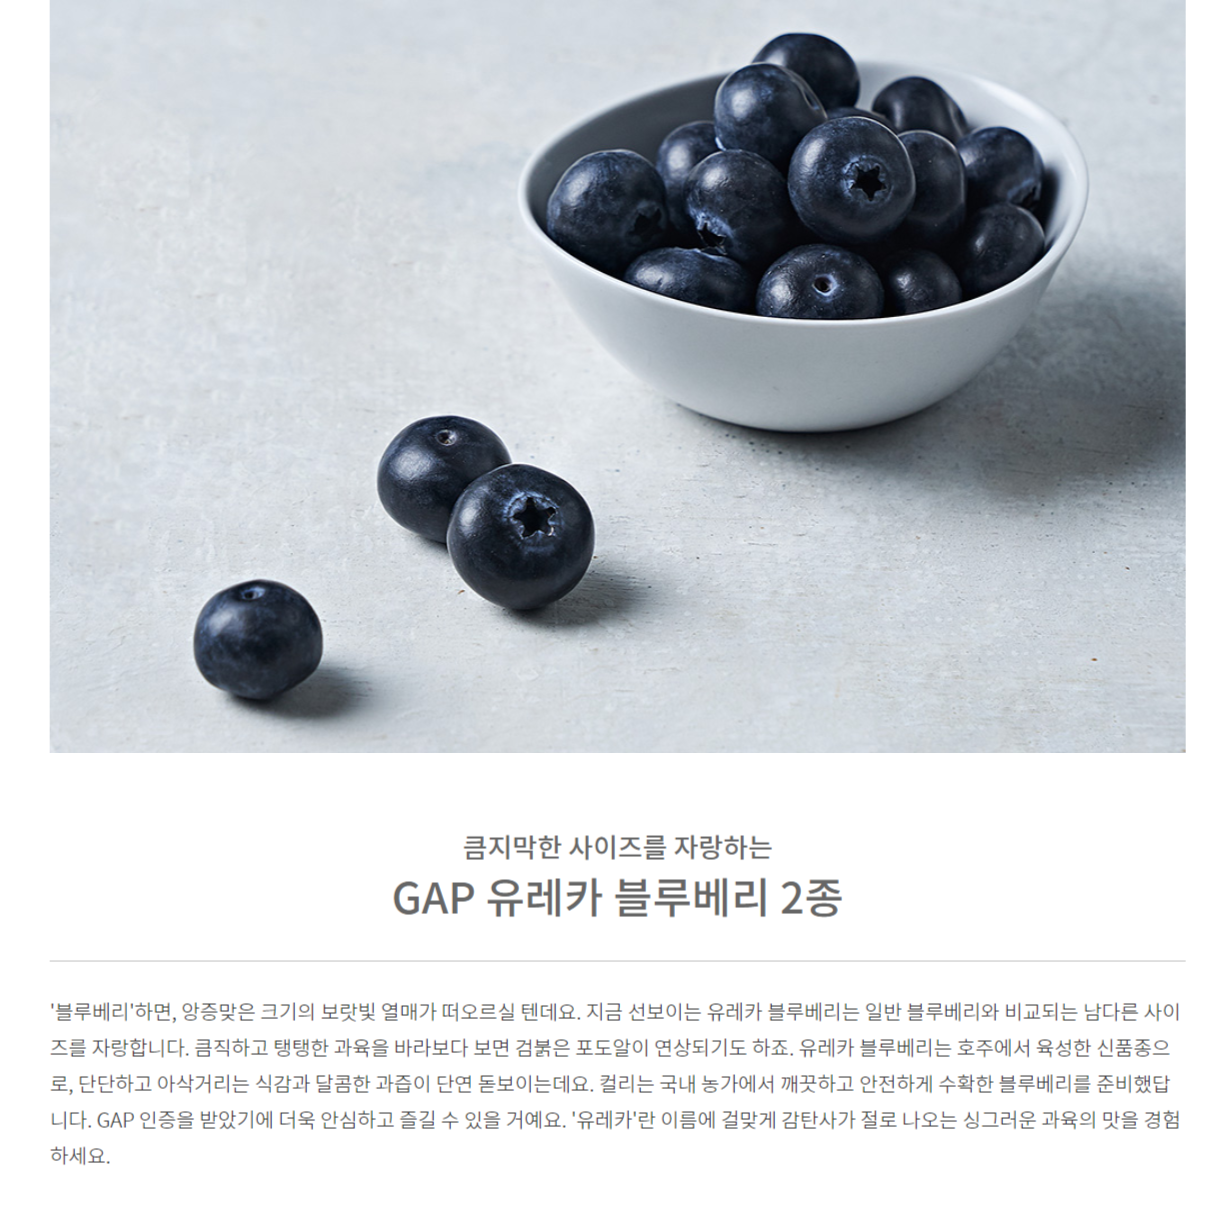 큼지막한 사이즈를 자랑하는
GAP 유레카 블루베리 2종
'블루베리'하면, 앙증맞은 크기의 보랏빛 열매가 떠오르실 텐데요. 지금 선보이는 유레카 블루베리는 일반 블루베리와 비교되는 남다른 사이
즈를 자랑합니다. 큼직하고 탱탱한 과육을 바라보다 보면 검붉은 포도알이 연상되기도 하죠. 유레카 블루베리는 호주에서 육성한 신품종으
로, 단단하고 아삭거리는 식감과 달콤한 과즙이 단연 돋보이는데요. 컬리는 국내 농가에서 깨끗하고 안전하게 수확한 블루베리를 준비했답
니다. GAP 인증을 받았기에 더욱 안심하고 즐길 수 있을 거예요. '유레카'란 이름에 걸맞게 감탄사가 절로 나오는 싱그러운 과육의 맛을 경험
하세요.